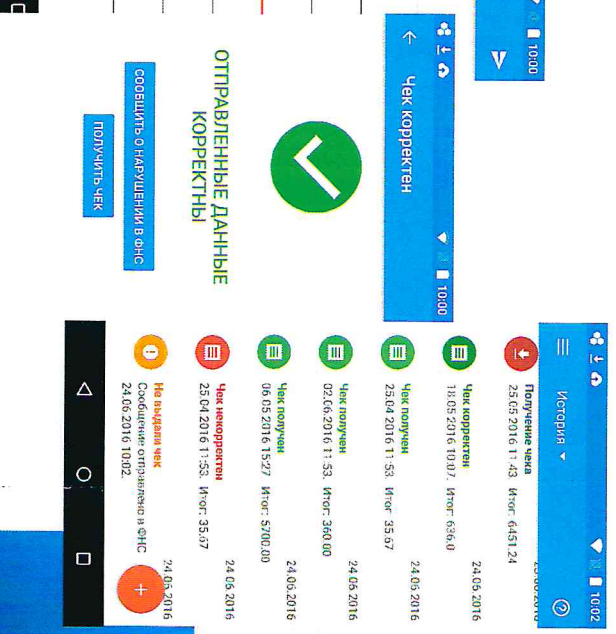 10:00
10:00
Чек корректен
ОТПРАВЛЕННЫЕ ДАННЫЕ
КОРРЕКТНЫ
СООБЩИТЬ О НАРУШЕНИИ В ФНС
ПОЛУЧИТЬ ЧЕК
10:02
История
Получение чека
25.05 2016 11:43 Итог: 6451.24
Чек корректен
18.05 2016 10:07. Итог: 636.0
24.06 2016
Чек получен
25.04 2016 11:53. Итог: 35.67
24.06 2016
Чек получен
02.06.2016 11:53. Итог: 360.00
24.06.2016
Чек получен
06.05 2016 15:27 Итог: 5700.00
24.06.2016
Чек некорректен
25.04 2016 11:53. Итог: 35.67
24.06 2016
Не выдали чек
Сообщение отправлено в ФНС
24.06 2016 10:02.
24.06 2016